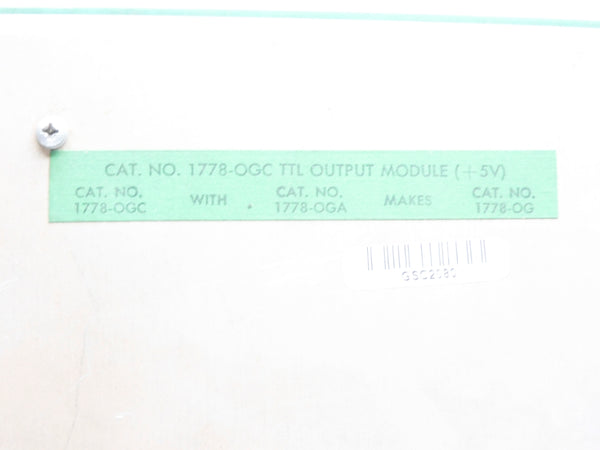 CAT. NO. 1778-OGC TTL OUTPUT MODULE (+5V)
CAT. NO. 1778-OGC WITH CAT. NO. 1778-OGA MAKES CAT. NO. 1778-OG
GSC2080